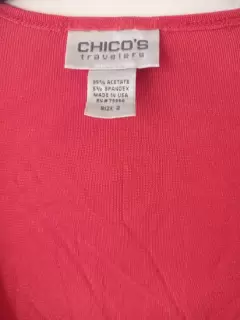 CHICO'S
travelers
95% ACETATE
5% SPANDEX
MADE IN USA
SIZE 2